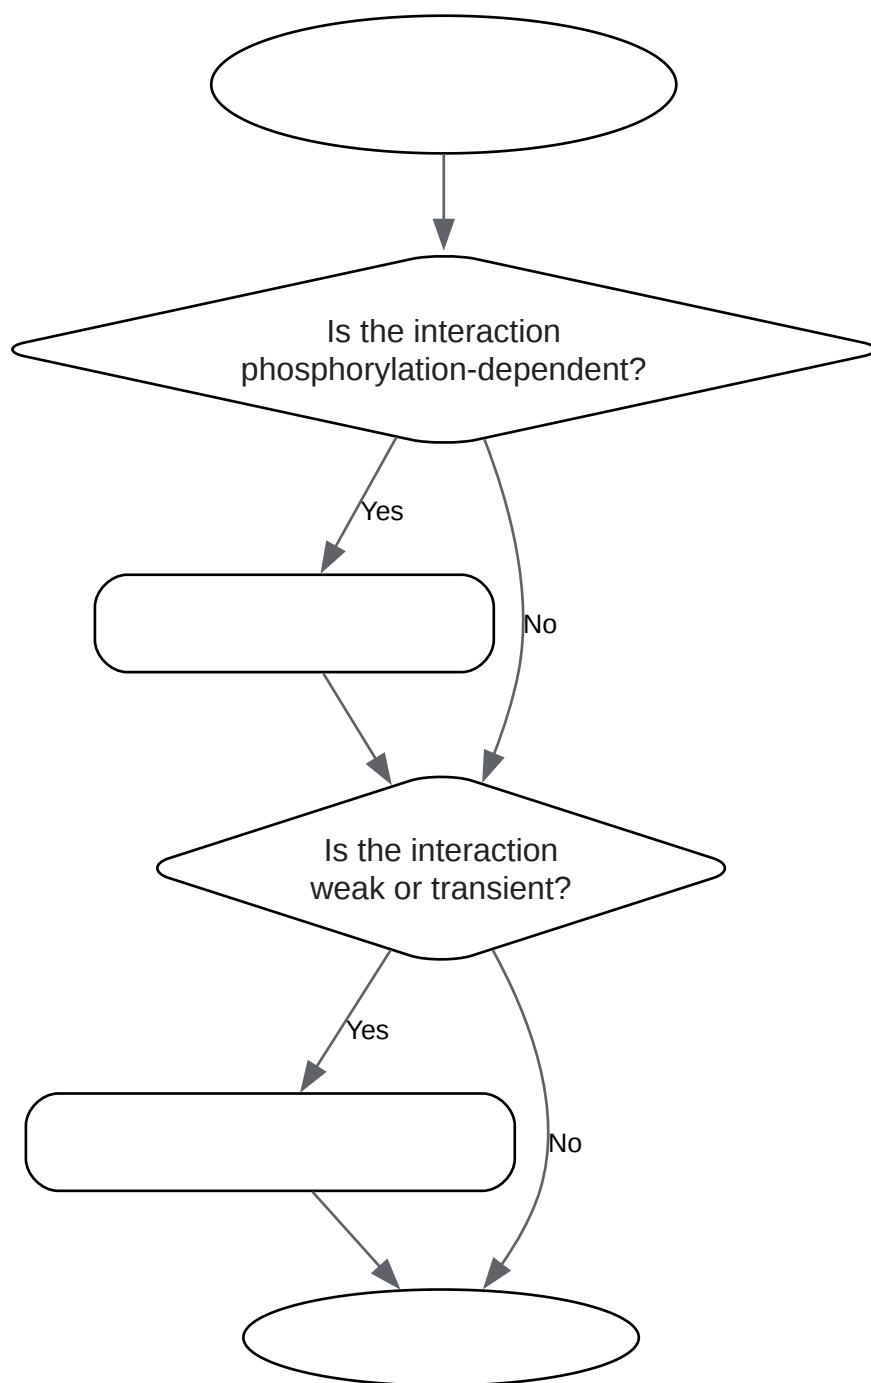 Is the interaction
phosphorylation-dependent?
Yes
No
Is the interaction
weak or transient?
Yes
No